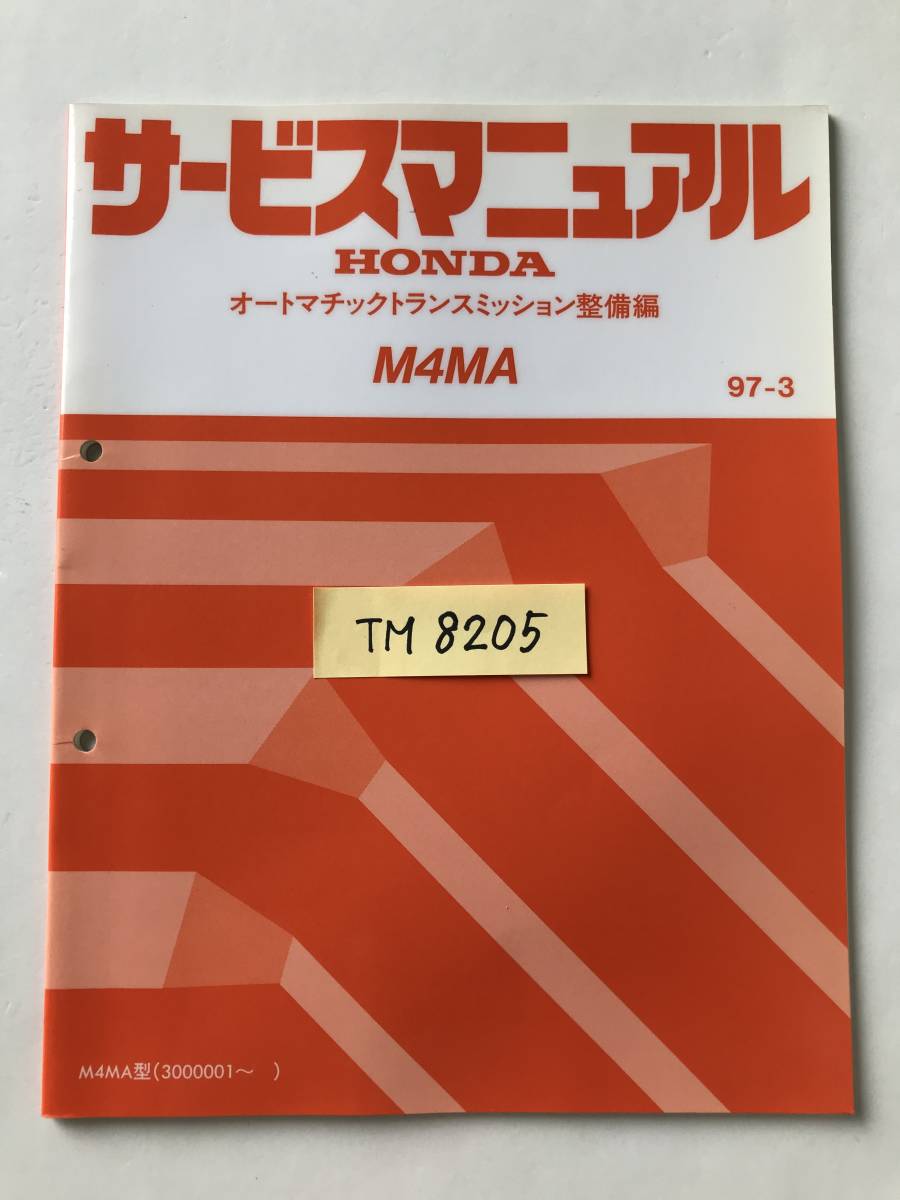 サービスマニュアル
HONDA
オートマチックトランスミッション整備編
M4MA
97-3
TM 8205
M4MA型(3000001～　)